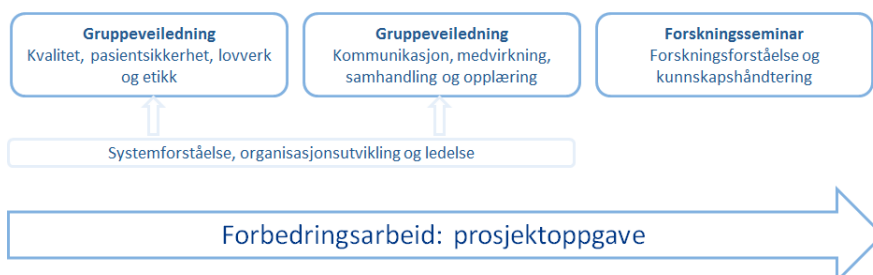 Gruppeveiledning
Kvalitet, pasientsikkerhet, lovverk
og etikk
Gruppeveiledning
Kommunikasjon, medvirkning,
samhandling og opplæring
Forskningsseminar
Forskningsforståelse og
kunnskapshåndtering
Systemforståelse, organisasjonsutvikling og ledelse
Forbedringsarbeid: prosjektoppgave